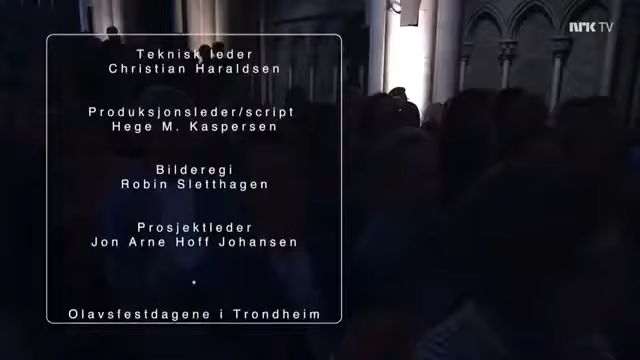 NRK TV
Teknisk leder
Christian Haraldsen
Produksjonsleder/script
Hege M. Kaspersen
Bilderegi
Robin Sletthagen
Prosjektleder
Jon Arne Hoff Johansen
*
Olavsfestdagene i Trondheim